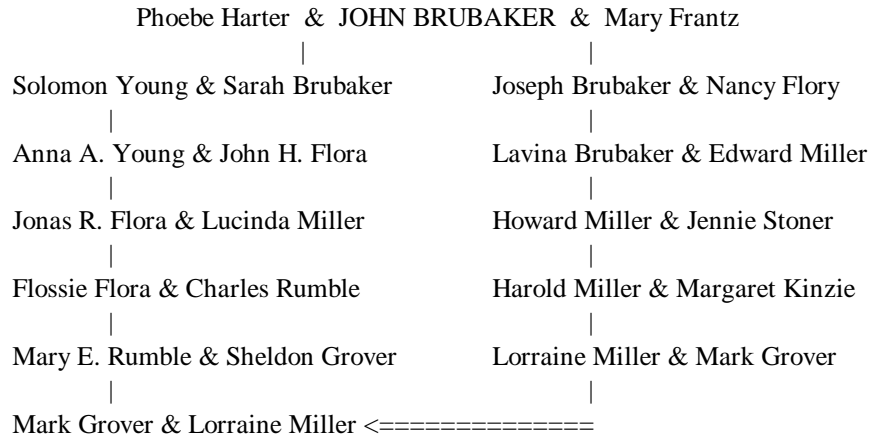 Phoebe Harter & JOHN BRUBAKER & Mary Frantz
| |
Solomon Young & Sarah Brubaker Joseph Brubaker & Nancy Flory
| |
Anna A. Young & John H. Flora Lavina Brubaker & Edward Miller
| |
Jonas R. Flora & Lucinda Miller Howard Miller & Jennie Stoner
| |
Flossie Flora & Charles Rumble Harold Miller & Margaret Kinzie
| |
Mary E. Rumble & Sheldon Grover Lorraine Miller & Mark Grover
| |
Mark Grover & Lorraine Miller <==============